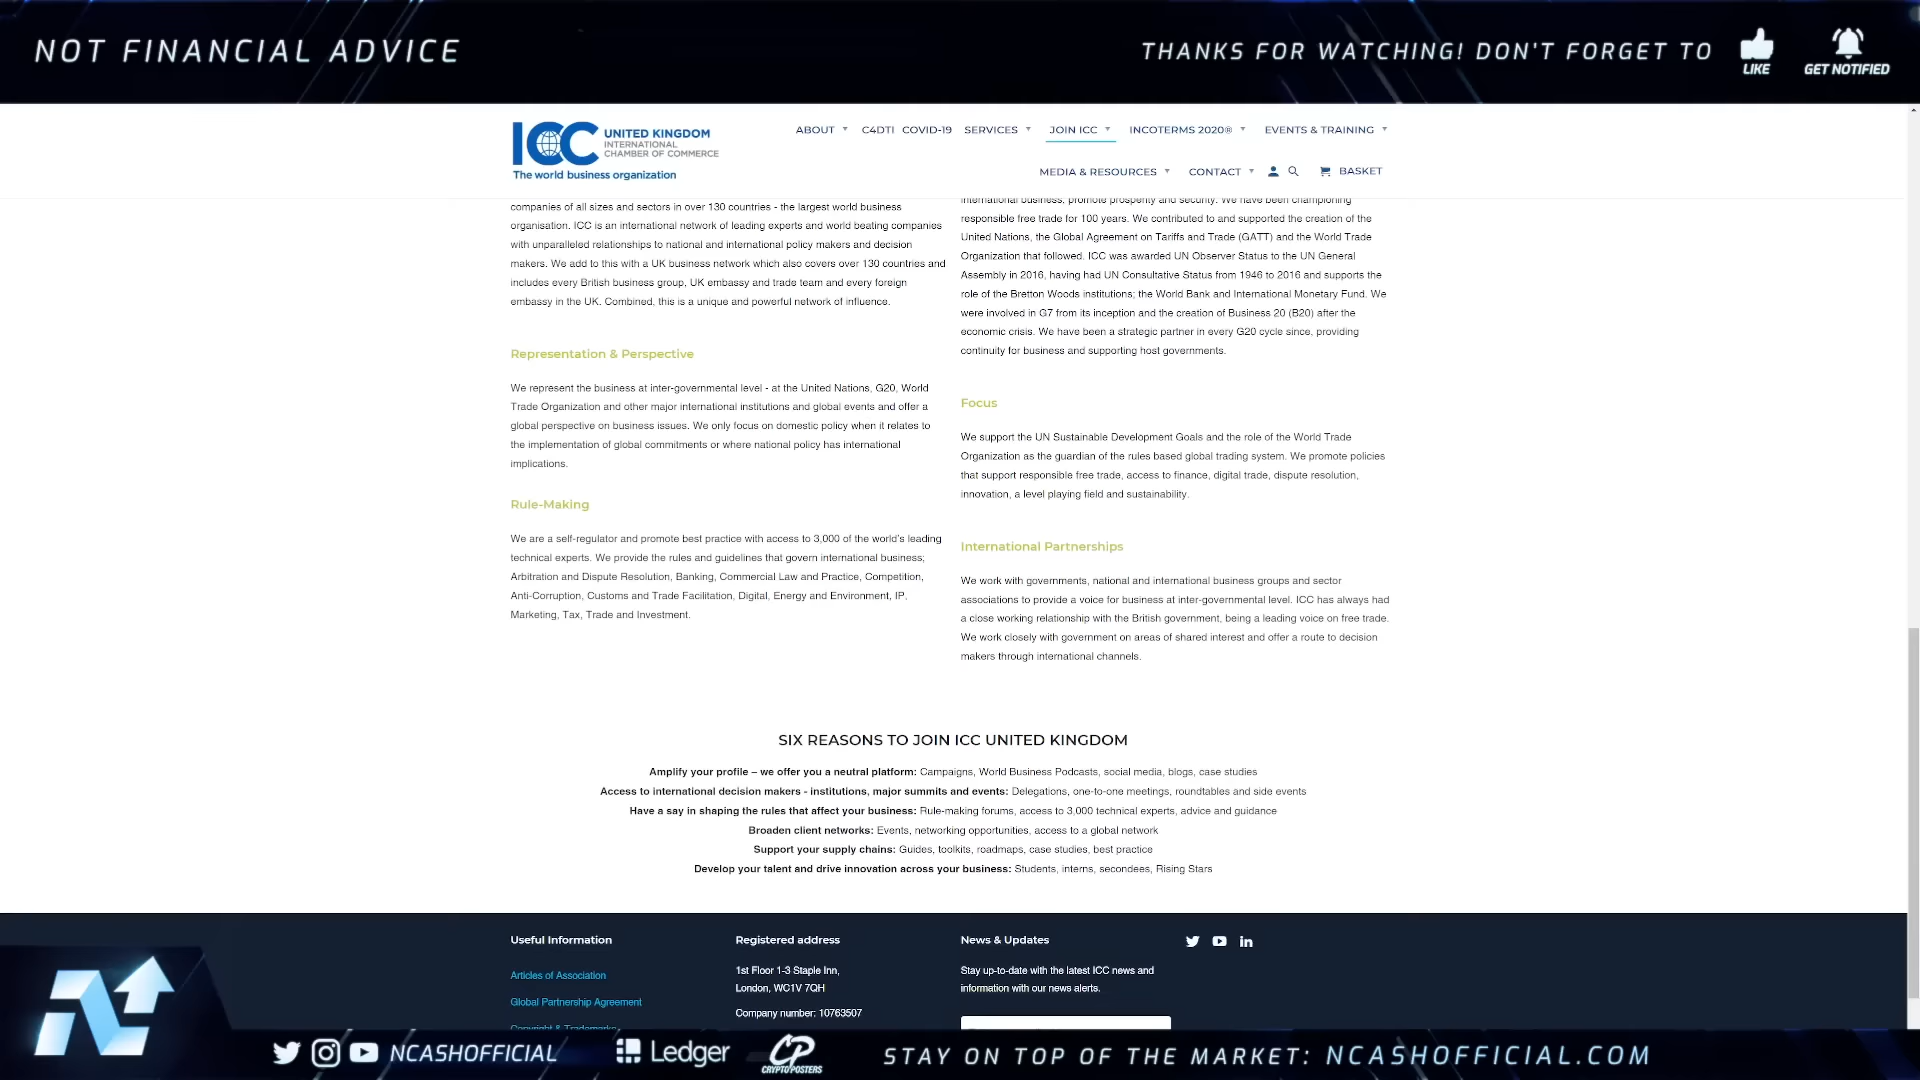 NOT FINANCIAL ADVICE
THANKS FOR WATCHING! DON'T FORGET TO
LIKE
GET NOTIFIED
ICC UNITED KINGDOM
INTERNATIONAL
CHAMBER OF COMMERCE
The world business organization
ABOUT C4DTI COVID-19 SERVICES JOIN ICC INCOTERMS 2020® EVENTS & TRAINING
MEDIA & RESOURCES CONTACT BASKET
companies of all sizes and sectors in over 130 countries - the largest world business
organisation. ICC is an international network of leading experts and world beating companies
with unparalleled relationships to national and international policy makers and decision
makers. We add to this with a UK business network which also covers over 130 countries and
includes every British business group, UK embassy and trade team and every foreign
embassy in the UK. Combined, this is a unique and powerful network of influence.
Representation & Perspective
We represent the business at inter-governmental level - at the United Nations, G20, World
Trade Organization and other major international institutions and global events and offer a
global perspective on business issues. We only focus on domestic policy when it relates to
the implementation of global commitments or where national policy has international
implications.
Rule-Making
We are a self-regulator and promote best practice with access to 3,000 of the world's leading
technical experts. We provide the rules and guidelines that govern international business;
Arbitration and Dispute Resolution, Banking, Commercial Law and Practice, Competition,
Anti-Corruption, Customs and Trade Facilitation, Digital, Energy and Environment, IP,
Marketing, Tax, Trade and Investment.
international business, promote prosperity and security. We have been championing
responsible free trade for 100 years. We contributed to and supported the creation of the
United Nations, the Global Agreement on Tariffs and Trade (GATT) and the World Trade
Organization that followed. ICC was awarded UN Observer Status to the UN General
Assembly in 2016, having had UN Consultative Status from 1946 to 2016 and supports the
role of the Bretton Woods institutions; the World Bank and International Monetary Fund. We
were involved in G7 from its inception and the creation of Business 20 (B20) after the
economic crisis. We have been a strategic partner in every G20 cycle since, providing
continuity for business and supporting host governments.
Focus
We support the UN Sustainable Development Goals and the role of the World Trade
Organization as the guardian of the rules based global trading system. We promote policies
that support responsible free trade, access to finance, digital trade, dispute resolution,
innovation, a level playing field and sustainability.
International Partnerships
We work with governments, national and international business groups and sector
associations to provide a voice for business at inter-governmental level. ICC has always had
a close working relationship with the British government, being a leading voice on free trade.
We work closely with government on areas of shared interest and offer a route to decision
makers through international channels.
SIX REASONS TO JOIN ICC UNITED KINGDOM
Amplify your profile – we offer you a neutral platform: Campaigns, World Business Podcasts, social media, blogs, case studies
Access to international decision makers - institutions, major summits and events: Delegations, one-to-one meetings, roundtables and side events
Have a say in shaping the rules that affect your business: Rule-making forums, access to 3,000 technical experts, advice and guidance
Broaden client networks: Events, networking opportunities, access to a global network
Support your supply chains: Guides, toolkits, roadmaps, case studies, best practice
Develop your talent and drive innovation across your business: Students, interns, secondees, Rising Stars
Useful Information
Articles of Association
Global Partnership Agreement
Copyright & Trademarks
Registered address
1st Floor 1-3 Staple Inn,
London, WC1V 7QH
Company number: 10763507
News & Updates
Stay up-to-date with the latest ICC news and
information with our news alerts.
NCASHOFFICIAL
Ledger
CP
CRYPTOPOSTERS
STAY ON TOP OF THE MARKET: NCASHOFFICIAL.COM